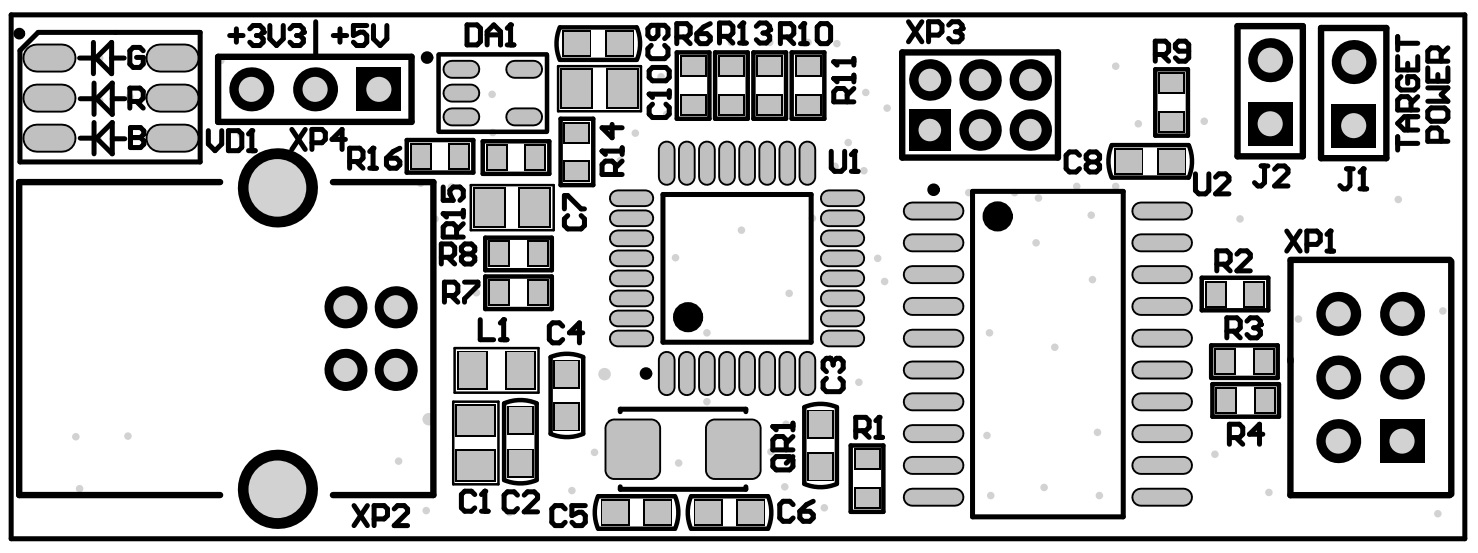 +3V3 | +5V
DA1
C9
R6
R13
R10
XP3
R9
TARGET
POWER
G
R
B
VD1
XP4
C10
R11
R14
R16
U1
C8
J2
J1
U2
R15
C7
R8
XP1
R2
R7
L1
C4
R3
C3
QR1
R1
R4
C1
C2
C5
C6
XP2